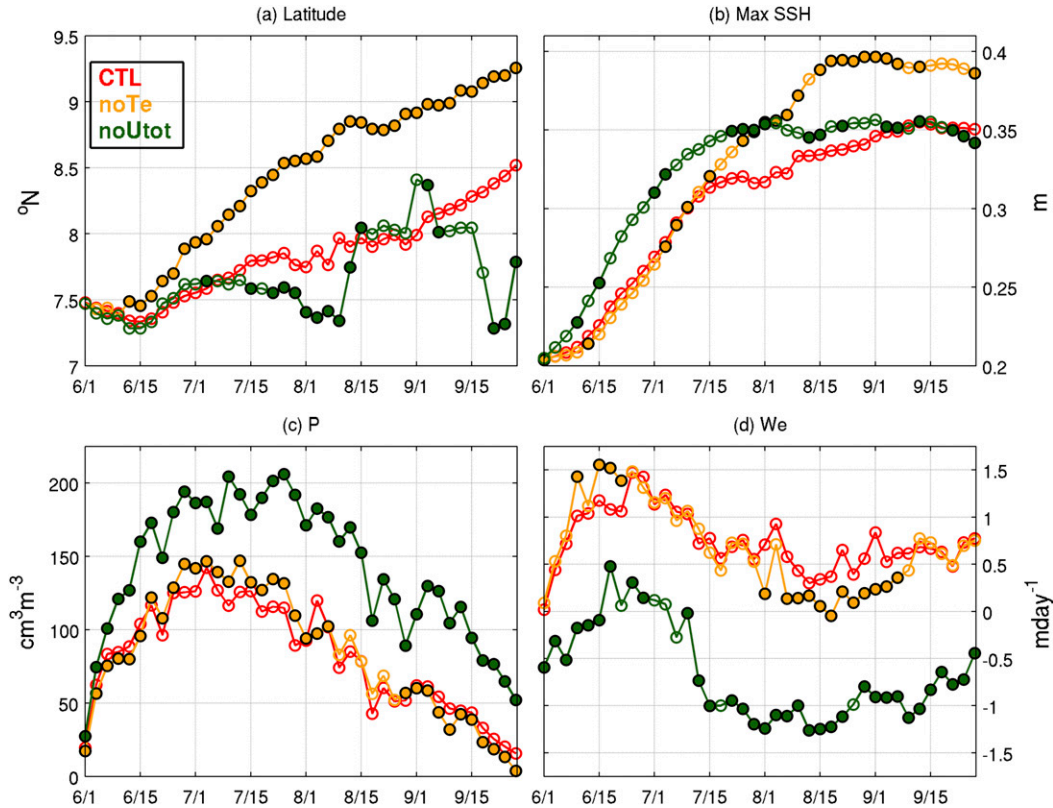 (a) Latitude
(b) Max SSH
9.5
9
8.5
8
7.5
7
ºN
CTL
noTe
noUtot
6/1 6/15 7/1 7/15 8/1 8/15 9/1 9/15
0.4
0.35
0.3
0.25
0.2
m
6/1 6/15 7/1 7/15 8/1 8/15 9/1 9/15
(c) P
(d) We
200
150
100
50
0
cm³m⁻³
6/1 6/15 7/1 7/15 8/1 8/15 9/1 9/15
1.5
1
0.5
0
-0.5
-1
-1.5
mday⁻¹
6/1 6/15 7/1 7/15 8/1 8/15 9/1 9/15